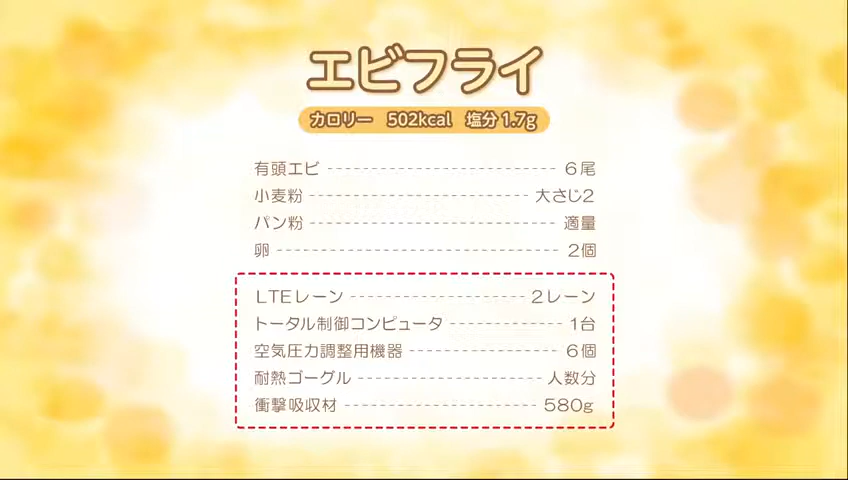 エビフライ
カロリー 502kcal 塩分 1.7g
有頭エビ ---------------------------- 6尾
小麦粉 --------------------------- 大さじ2
パン粉 ------------------------------ 適量
卵 ---------------------------------- 2個
LTEレーン --------------------- 2レーン
トータル制御コンピュータ ------------- 1台
空気圧力調整用機器 ----------------- 6個
耐熱ゴーグル ---------------------- 人数分
衝撃吸収材 ----------------------- 580g